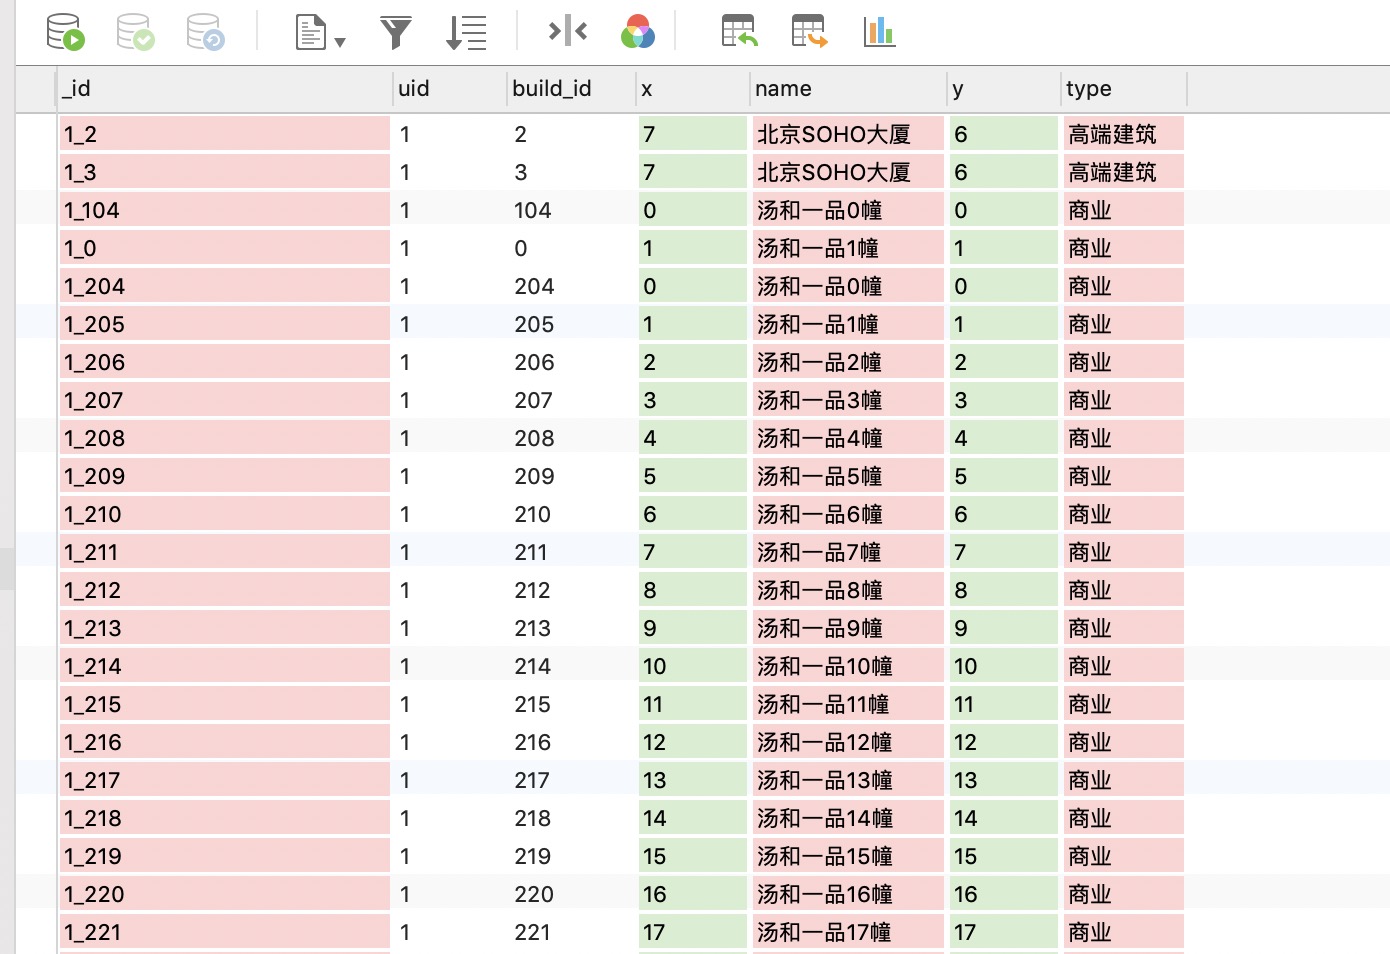 _id uid build_id x name y type
1_2 1 2 7 北京SOHO大厦 6 高端建筑
1_3 1 3 7 北京SOHO大厦 6 高端建筑
1_104 1 104 0 汤和一品0幢 0 商业
1_0 1 0 1 汤和一品1幢 1 商业
1_204 1 204 0 汤和一品0幢 0 商业
1_205 1 205 1 汤和一品1幢 1 商业
1_206 1 206 2 汤和一品2幢 2 商业
1_207 1 207 3 汤和一品3幢 3 商业
1_208 1 208 4 汤和一品4幢 4 商业
1_209 1 209 5 汤和一品5幢 5 商业
1_210 1 210 6 汤和一品6幢 6 商业
1_211 1 211 7 汤和一品7幢 7 商业
1_212 1 212 8 汤和一品8幢 8 商业
1_213 1 213 9 汤和一品9幢 9 商业
1_214 1 214 10 汤和一品10幢 10 商业
1_215 1 215 11 汤和一品11幢 11 商业
1_216 1 216 12 汤和一品12幢 12 商业
1_217 1 217 13 汤和一品13幢 13 商业
1_218 1 218 14 汤和一品14幢 14 商业
1_219 1 219 15 汤和一品15幢 15 商业
1_220 1 220 16 汤和一品16幢 16 商业
1_221 1 221 17 汤和一品17幢 17 商业